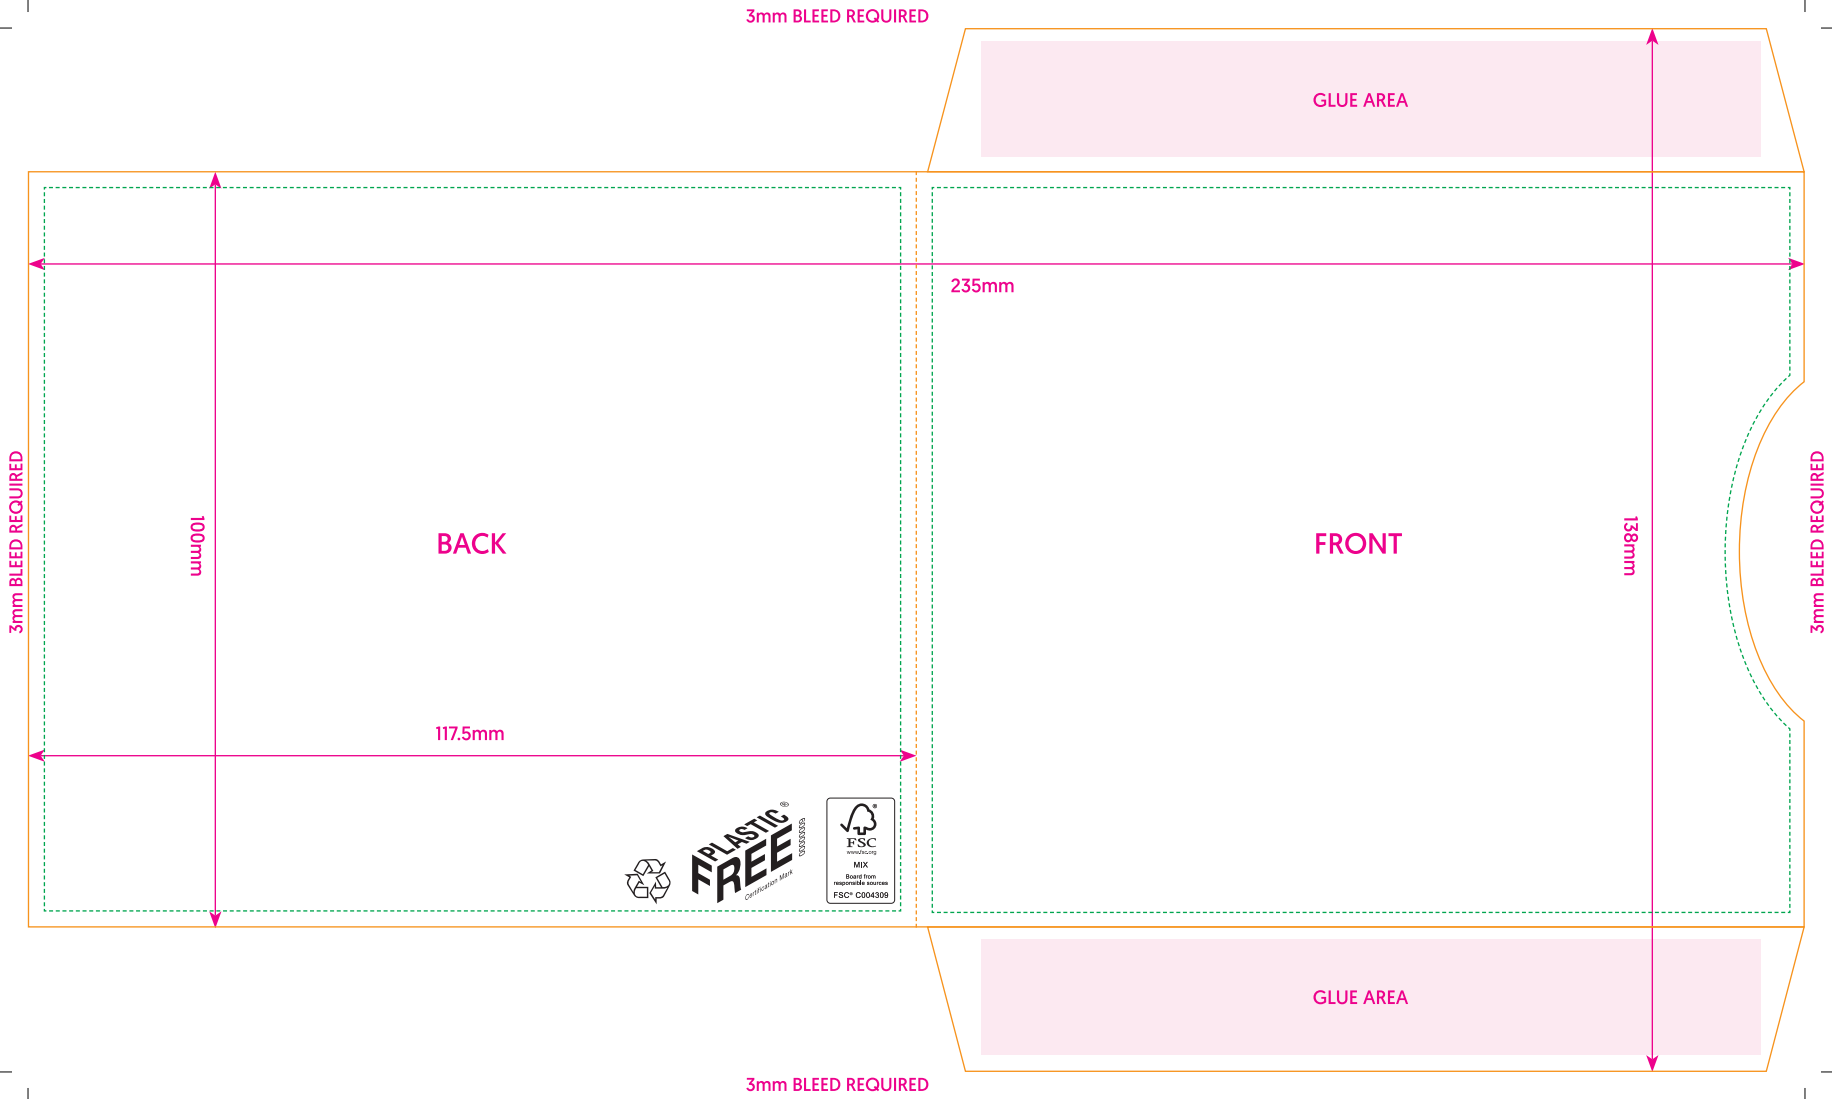 3mm BLEED REQUIRED
GLUE AREA
235mm
3mm BLEED REQUIRED
100mm
BACK
FRONT
138mm
3mm BLEED REQUIRED
117.5mm
PLASTIC®
FREE
Certification Mark
®
FSC
www.fsc.org
MIX
Board from
responsible sources
FSC® C004309
GLUE AREA
3mm BLEED REQUIRED